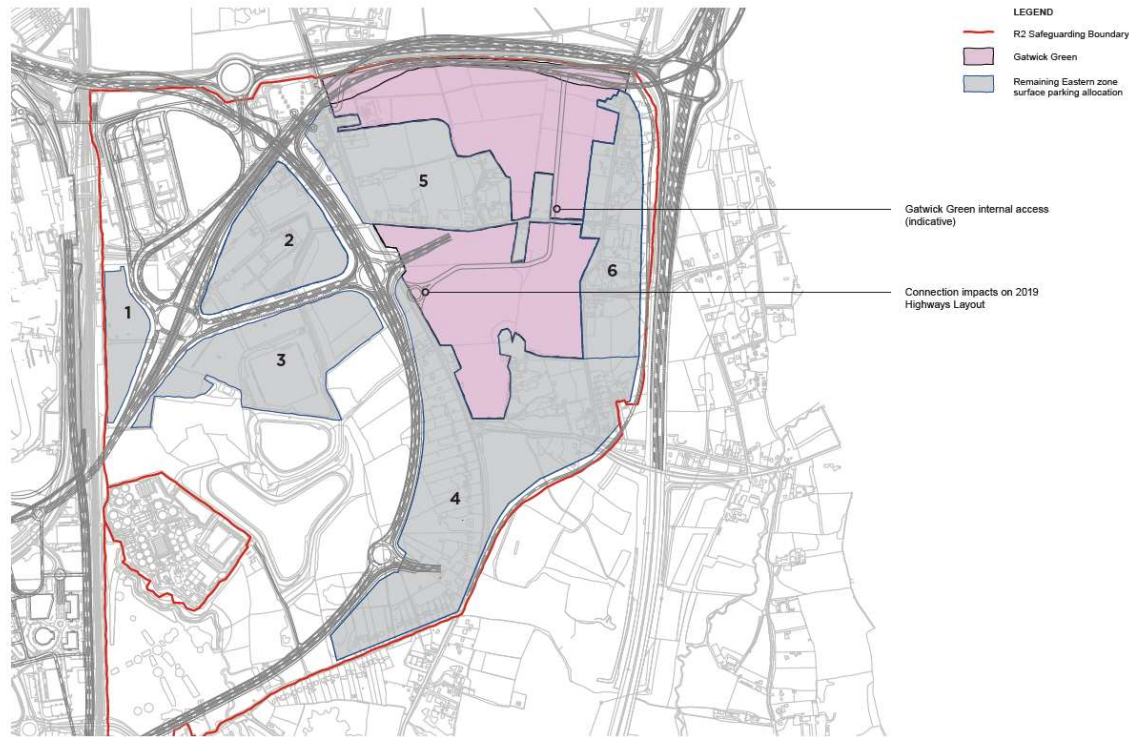 LEGEND
R2 Safeguarding Boundary
Gatwick Green
Remaining Eastern zone
surface parking allocation
5
Gatwick Green internal access
(indicative)
2
6
Connection impacts on 2019
Highways Layout
1
3
4